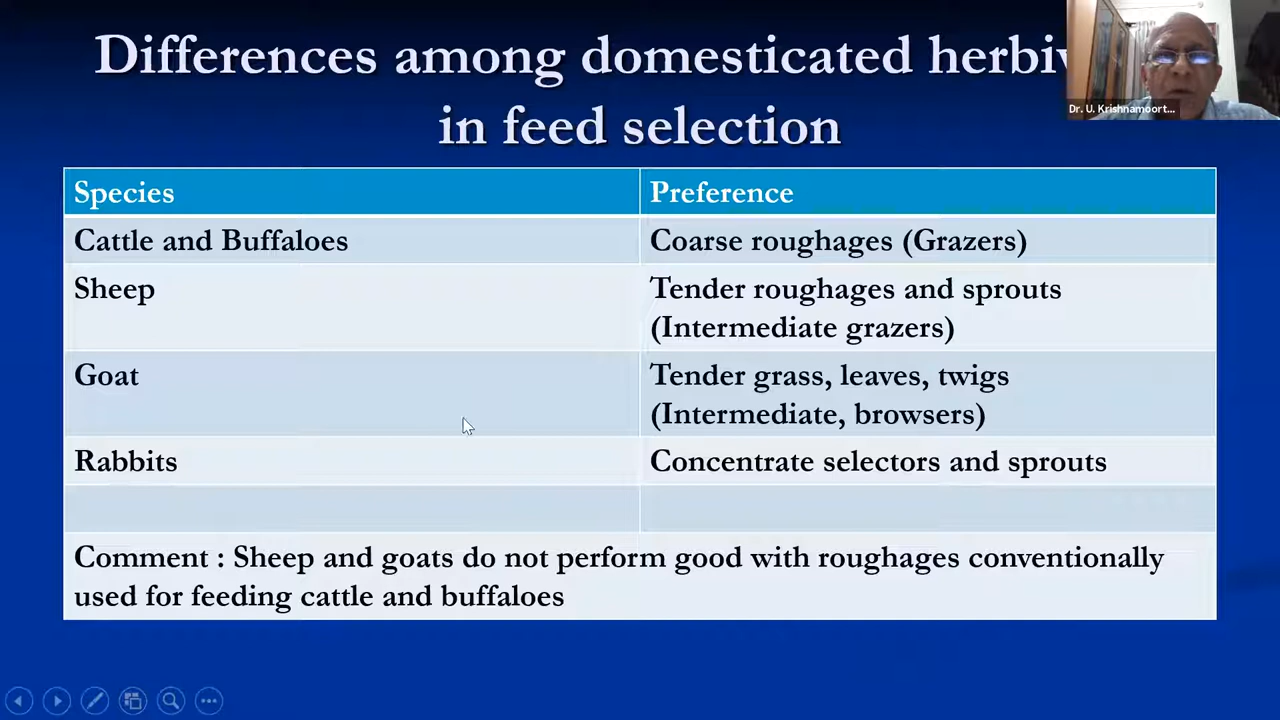 Differences among domesticated
in feed selection
Dr. U. Krishnamoort...
Species Preference
Cattle and Buffaloes Coarse roughages (Grazers)
Sheep Tender roughages and sprouts
(Intermediate grazers)
Goat Tender grass, leaves, twigs
(Intermediate, browsers)
Rabbits Concentrate selectors and sprouts
Comment : Sheep and goats do not perform good with roughages conventionally
used for feeding cattle and buffaloes